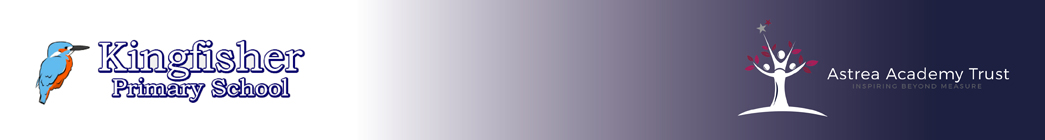 Kingfisher
Primary School
Astrea Academy Trust
INSPIRING BEYOND MEASURE